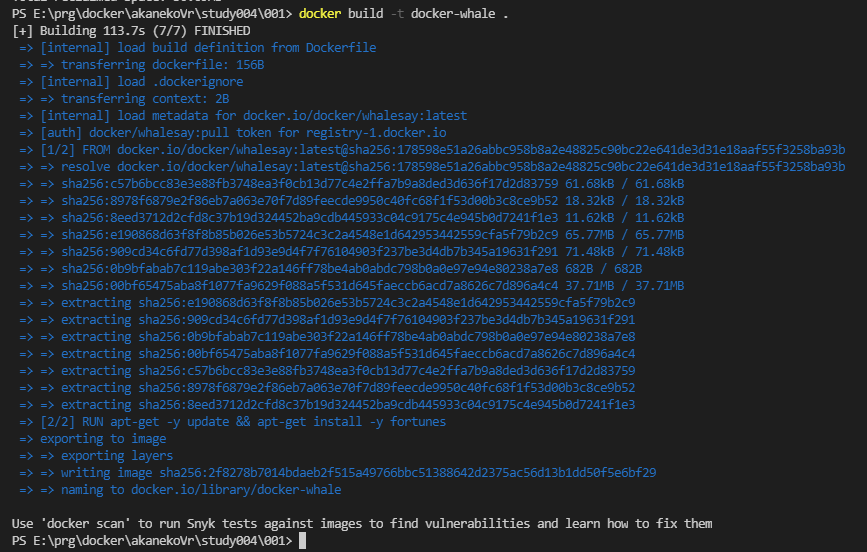 PS E:\prg\docker\akanekoVr\study004\001> docker build -t docker-whale .
[+] Building 113.7s (7/7) FINISHED
=> [internal] load build definition from Dockerfile
=> => transferring dockerfile: 156B
=> [internal] load .dockerignore
=> => transferring context: 2B
=> [internal] load metadata for docker.io/docker/whalesay:latest
=> [auth] docker/whalesay:pull token for registry-1.docker.io
=> [1/2] FROM docker.io/docker/whalesay:latest@sha256:178598e51a26abbc958b8a2e48825c90bc22e641de3d31e18aaf55f3258ba93b
=> => resolve docker.io/docker/whalesay:latest@sha256:178598e51a26abbc958b8a2e48825c90bc22e641de3d31e18aaf55f3258ba93b
=> => sha256:c57b6bcc83e3e88fb3748ea3f0cb13d77c4e2ffa7b9a8ded3d636f17d2d83759 61.68kB / 61.68kB
=> => sha256:8978f6879e2f86eb7a063e70f7d89feecde9950c40fc68f1f53d00b3c8ce9b52 18.32kB / 18.32kB
=> => sha256:8eed3712d2cfd8c37b19d324452ba9cdb445933c04c9175c4e945b0d7241f1e3 11.62kB / 11.62kB
=> => sha256:e190868d63f8f8b85b026e53b5724c3c2a4548e1d642953442559cfa5f79b2c9 65.77MB / 65.77MB
=> => sha256:909cd34c6fd77d398af1d93e9d4f7f76104903f237be3d4db7b345a19631f291 71.48kB / 71.48kB
=> => sha256:0b9bfabab7c119abe303f22a146ff78be4ab0abdc798b0a0e97e94e80238a7e8 682B / 682B
=> => sha256:00bf65475aba8f1077fa9629f088a5f531d645faeccb6acd7a8626c7d896a4c4 37.71MB / 37.71MB
=> => extracting sha256:e190868d63f8f8b85b026e53b5724c3c2a4548e1d642953442559cfa5f79b2c9
=> => extracting sha256:909cd34c6fd77d398af1d93e9d4f7f76104903f237be3d4db7b345a19631f291
=> => extracting sha256:0b9bfabab7c119abe303f22a146ff78be4ab0abdc798b0a0e97e94e80238a7e8
=> => extracting sha256:00bf65475aba8f1077fa9629f088a5f531d645faeccb6acd7a8626c7d896a4c4
=> => extracting sha256:c57b6bcc83e3e88fb3748ea3f0cb13d77c4e2ffa7b9a8ded3d636f17d2d83759
=> => extracting sha256:8978f6879e2f86eb7a063e70f7d89feecde9950c40fc68f1f53d00b3c8ce9b52
=> => extracting sha256:8eed3712d2cfd8c37b19d324452ba9cdb445933c04c9175c4e945b0d7241f1e3
=> [2/2] RUN apt-get -y update && apt-get install -y fortunes
=> exporting to image
=> => exporting layers
=> => writing image sha256:2f8278b7014bdaeb2f515a49766bbc51388642d2375ac56d13b1dd50f5e6bf29
=> => naming to docker.io/library/docker-whale
Use 'docker scan' to run Snyk tests against images to find vulnerabilities and learn how to fix them
PS E:\prg\docker\akanekoVr\study004\001>